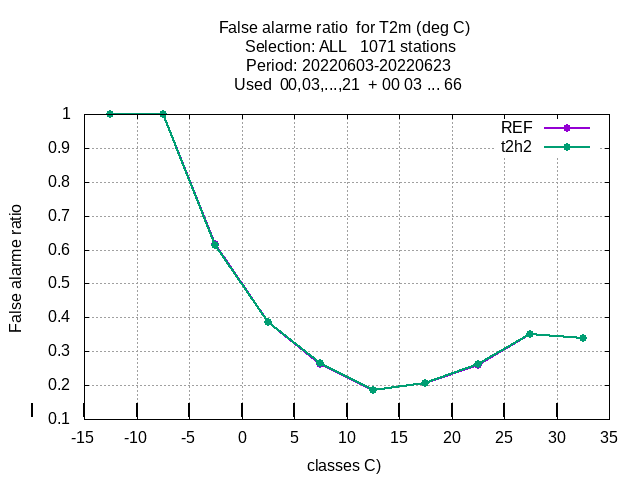 False alarme ratio  for T2m (deg C)
Selection: ALL   1071 stations
Period: 20220603-20220623
Used  00,03,...,21  + 00 03 ... 66
REF
t2h2
False alarme ratio
1
0.9
0.8
0.7
0.6
0.5
0.4
0.3
0.2
0.1
-15 -10 -5 0 5 10 15 20 25 30 35
classes C)